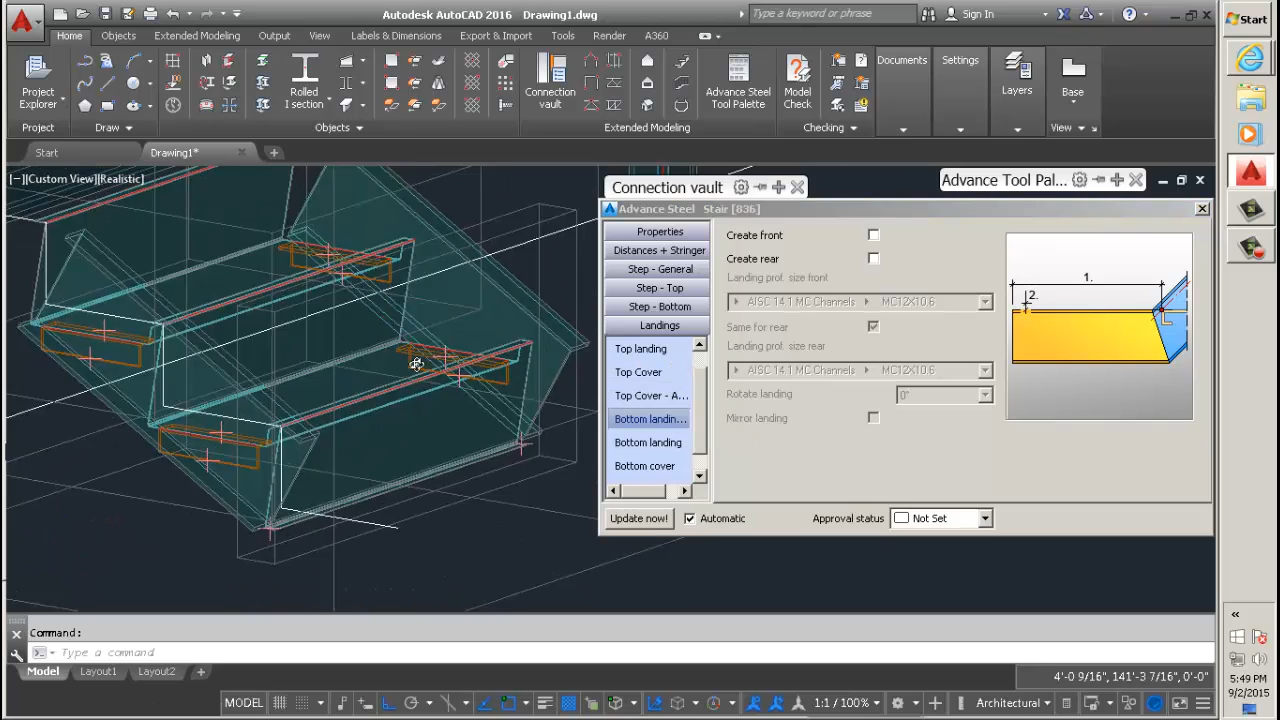 Autodesk AutoCAD 2016 Drawing1.dwg
Type a keyword or phrase
Sign In
Start
Home Objects Extended Modeling Output View Labels & Dimensions Export & Import Tools Render A360
Project
Explorer
Rolled
I section
Connection
vault
Advance Steel
Tool Palette
Model
Check
Documents
Settings
Layers
Base
Project
Draw
Objects
Extended Modeling
Checking
View
Start
Drawing1*
[−][Custom View][Realistic]
Connection vault
Advance Tool Pal...
Advance Steel Stair [836]
Properties
Distances + Stringer
Step - General
Step - Top
Step - Bottom
Landings
Top landing
Top Cover
Top Cover - A...
Bottom landin...
Bottom landing
Bottom cover
Create front
Create rear
Landing prof. size front
AISC 14.1 MC Channels MC12X10.6
Same for rear
Landing prof. size rear
AISC 14.1 MC Channels MC12X10.6
Rotate landing 0°
Mirror landing
1.
2.
Update now!
Automatic
Approval status
Not Set
Command:
Type a command
Model Layout1 Layout2
4'-0 9/16", 141'-3 7/16", 0'-0"
MODEL
1:1 / 100%
Architectural
5:49 PM
9/2/2015